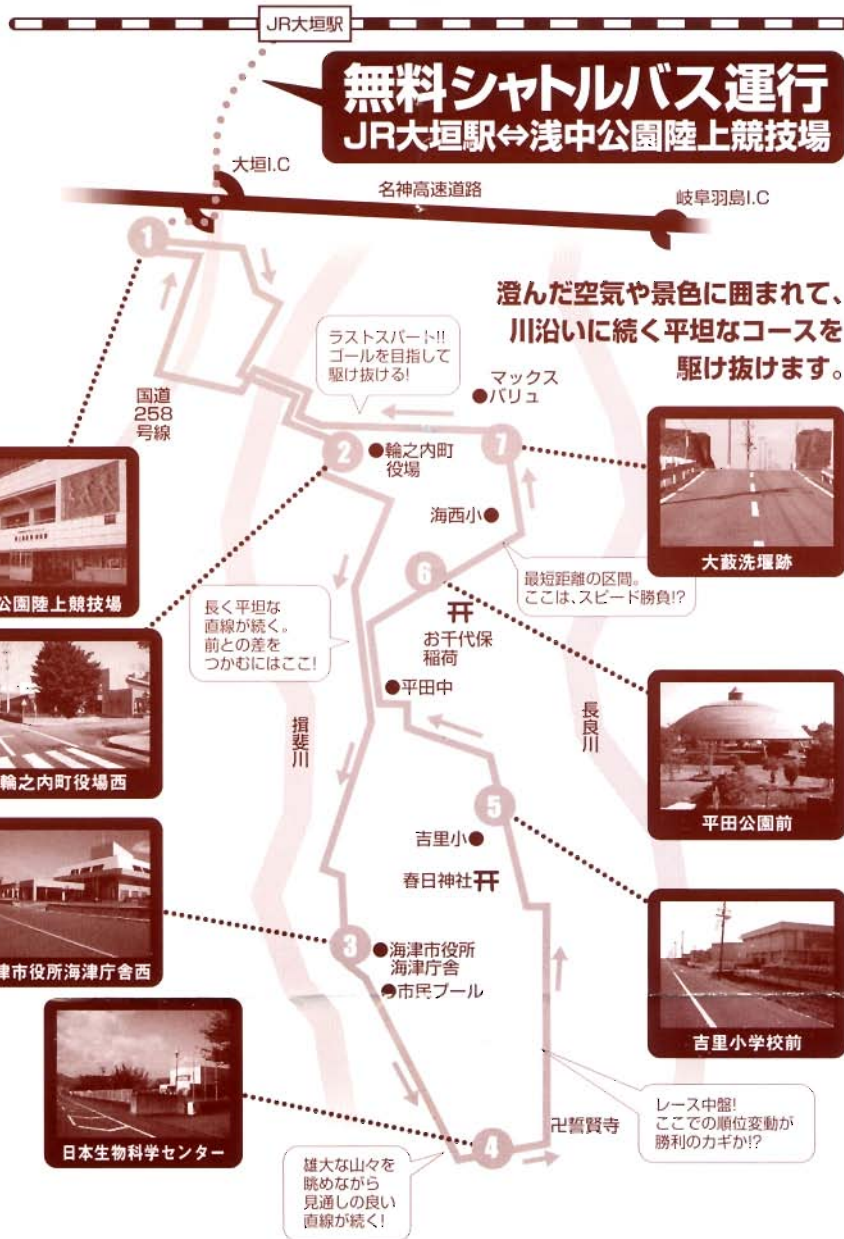 JR大垣駅
無料シャトルバス運行
JR大垣駅⇔浅中公園陸上競技場
大垣I.C
名神高速道路
岐阜羽島I.C
1
澄んだ空気や景色に囲まれて、
川沿いに続く平坦なコースを
駆け抜けます。
ラストスパート!!
ゴールを目指して
駆け抜ける!
マックス
バリュ
国道
258
号線
2
輪之内町
役場
7
公園陸上競技場
海西小
大藪洗堰跡
6
最短距離の区間。
ここは、スピード勝負!?
長く平坦な
直線が続く。
前との差を
つかむにはここ!
お千代保
稲荷
平田中
揖斐川
長良川
輪之内町役場西
平田公園前
5
吉里小
春日神社
3
海津市役所
海津庁舎
市民プール
津市役所海津庁舎西
吉里小学校前
日本生物科学センター
4
卍誓賢寺
レース中盤!
ここでの順位変動が
勝利のカギか!?
雄大な山々を
眺めながら
見通しの良い
直線が続く!